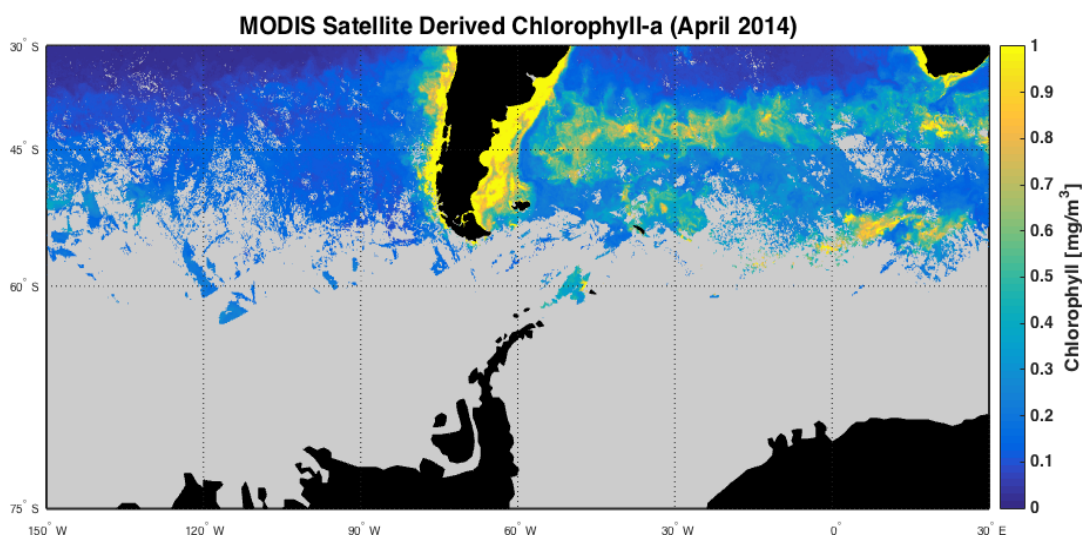 MODIS Satellite Derived Chlorophyll-a (April 2014)
30° S
45° S
60° S
75° S
150° W
120° W
90° W
60° W
30° W
0°
30° E
1
0.9
0.8
0.7
0.6
0.5
0.4
0.3
0.2
0.1
0
Chlorophyll [mg/m³]